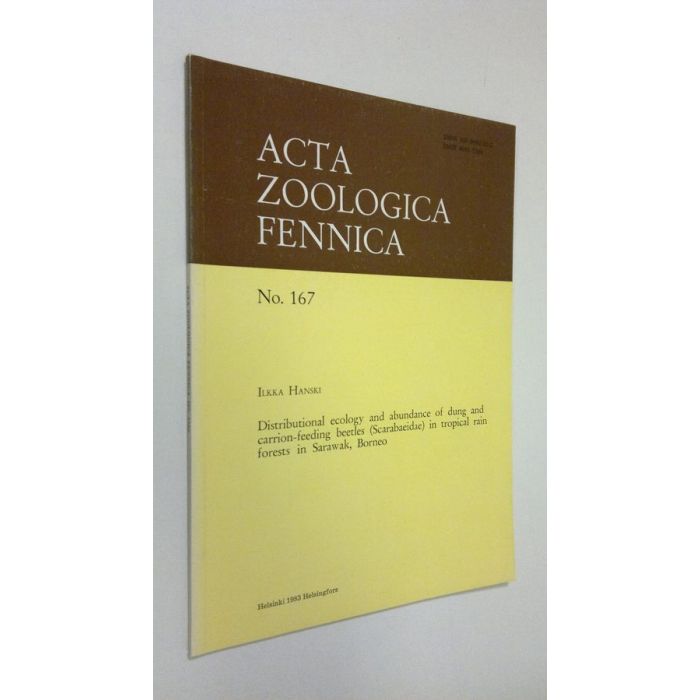 ACTA
ZOOLOGICA
FENNICA
No. 167
ILKKA HANSKI
Distributional ecology and abundance of dung and
carrion-feeding beetles (Scarabaeidae) in tropical rain
forests in Sarawak, Borneo
Helsinki 1983 Helsingfors